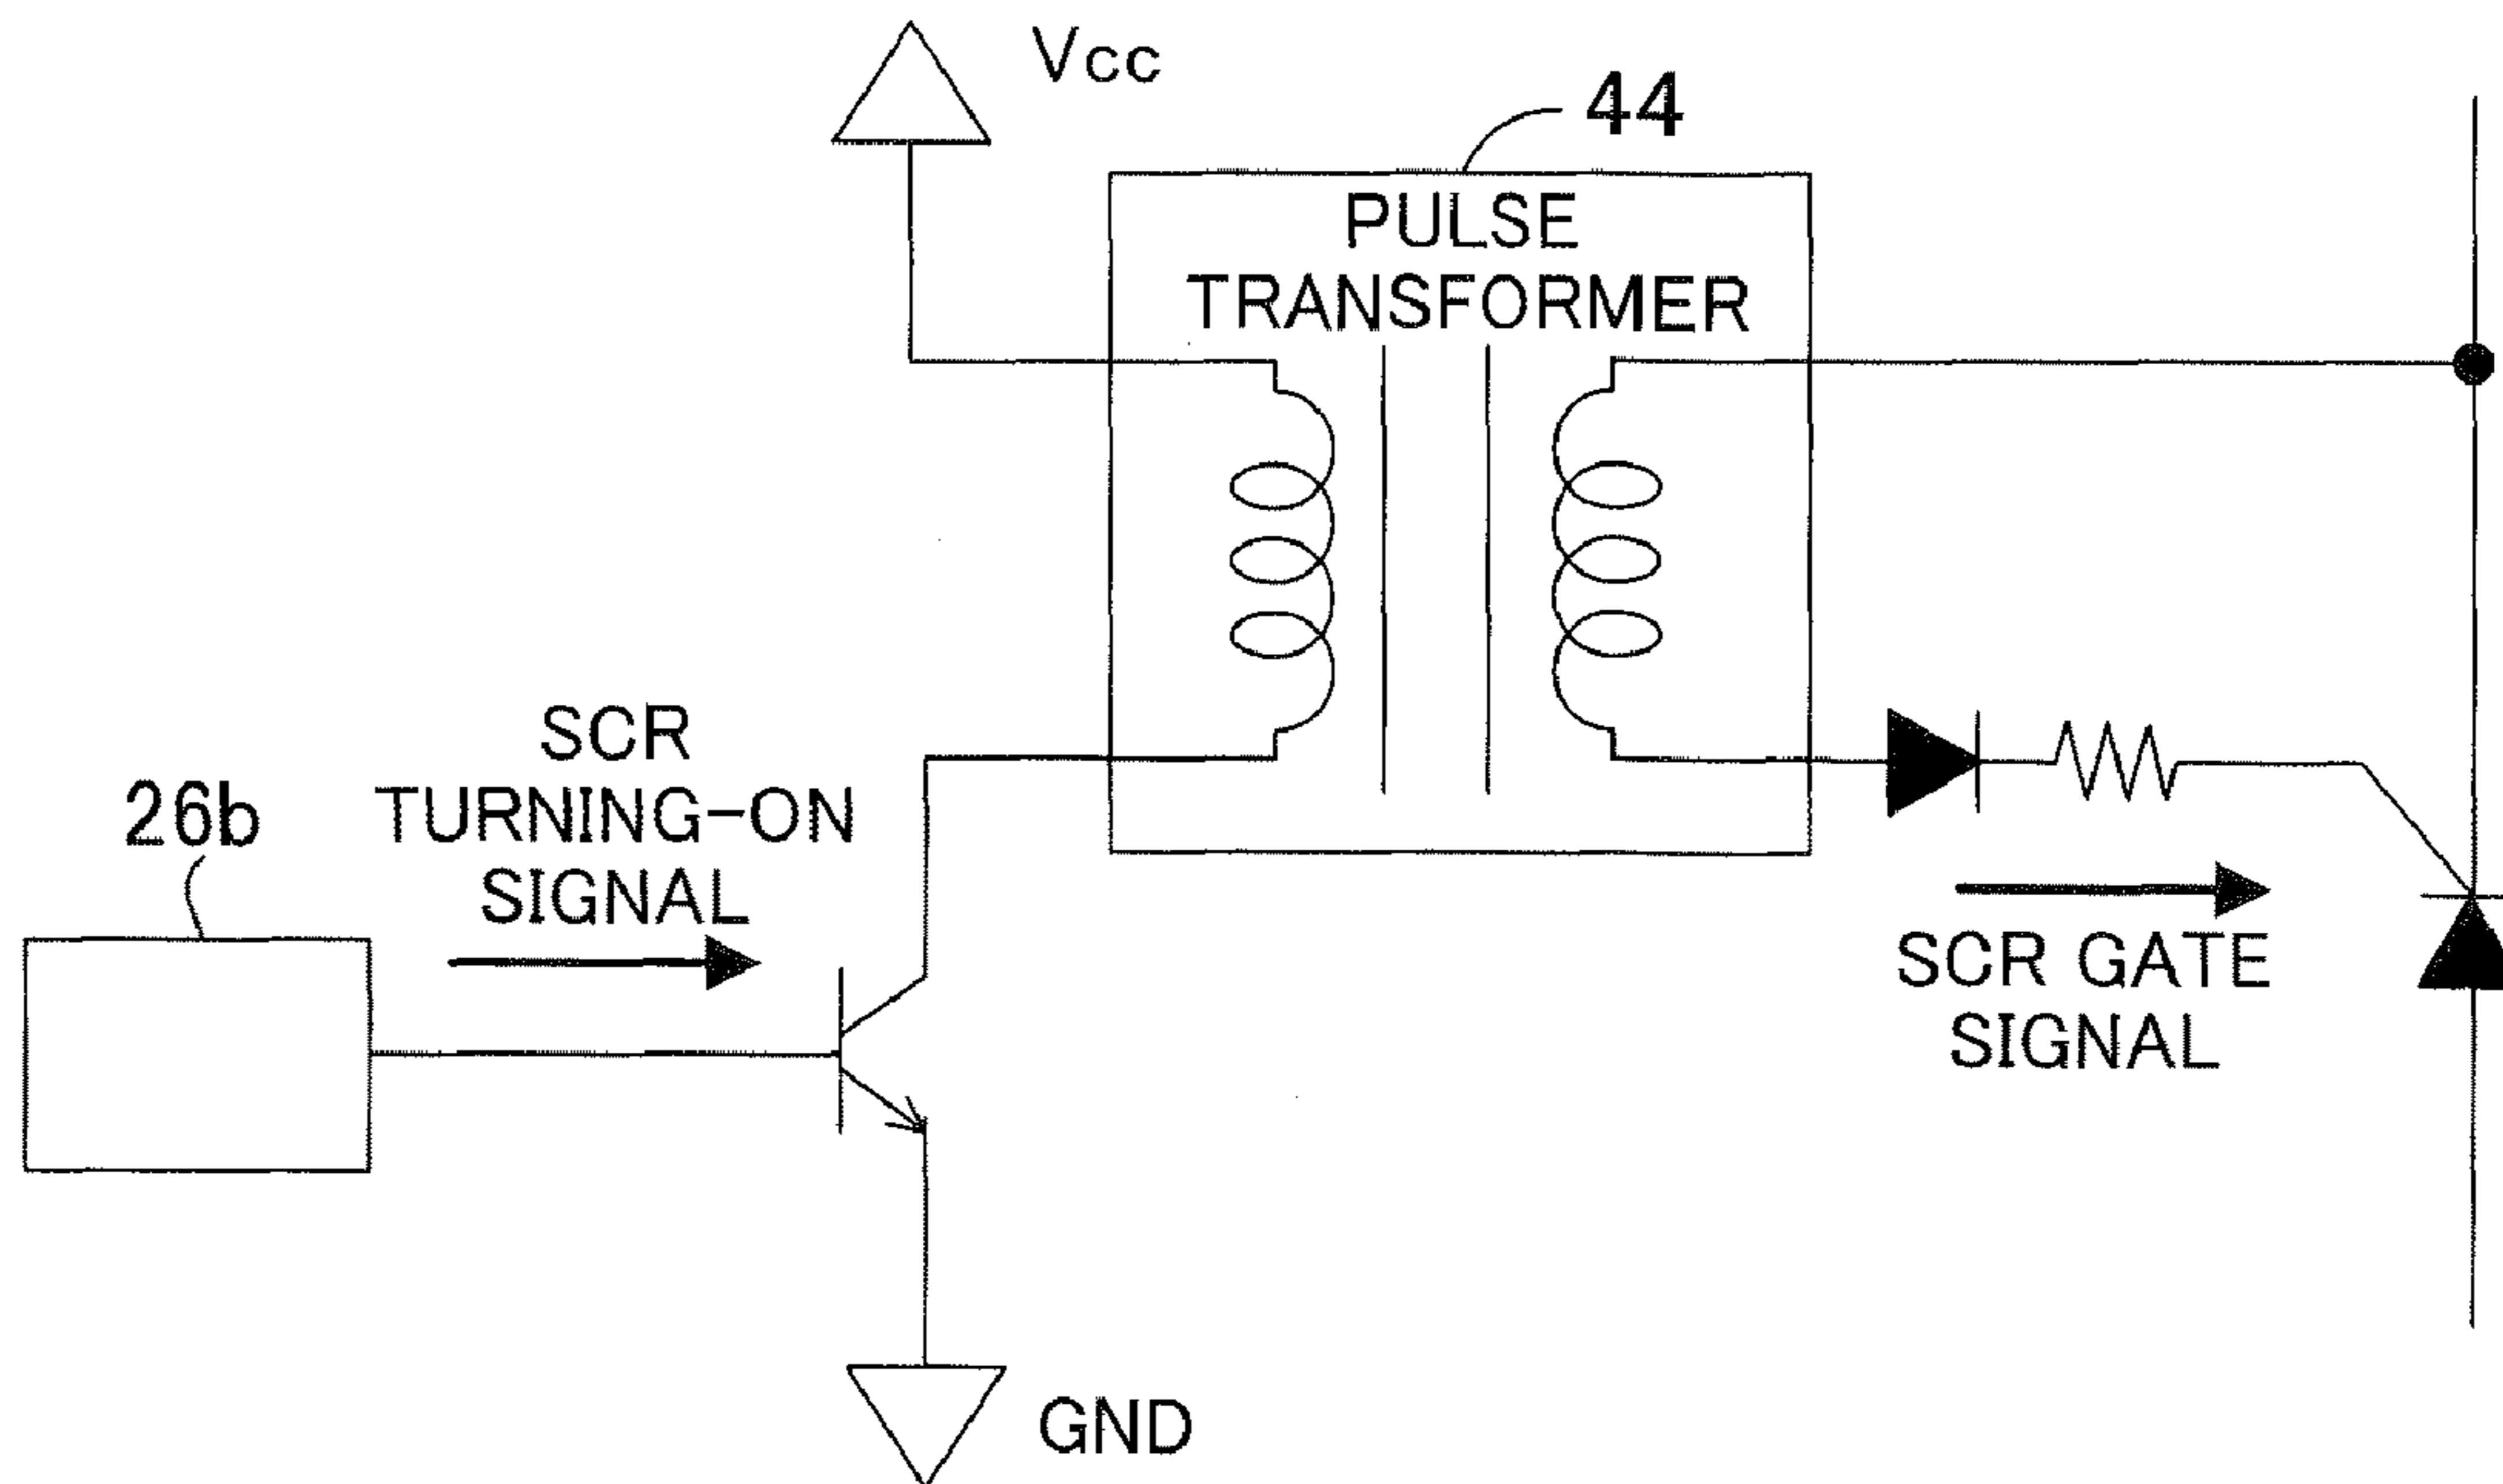 Vcc
44
PULSE
TRANSFORMER
SCR
TURNING-ON
SIGNAL
26b
SCR GATE
SIGNAL
GND